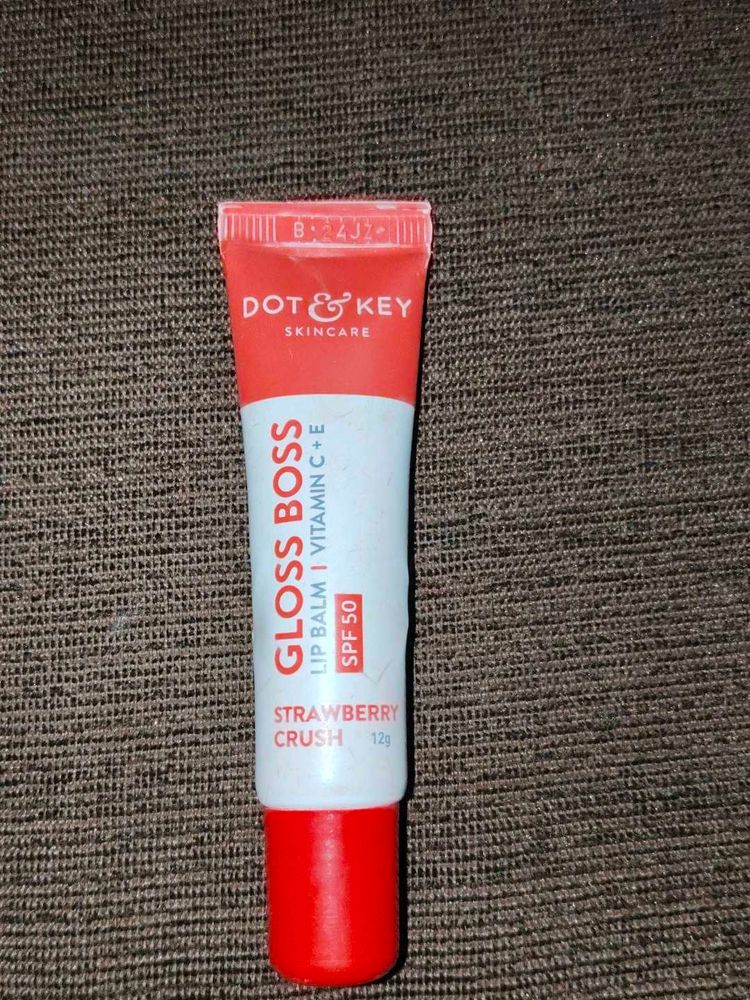 DOT & KEY
SKINCARE
GLOSS BOSS
LIP BALM | VITAMIN C + E
SPF 50
STRAWBERRY
CRUSH 12g